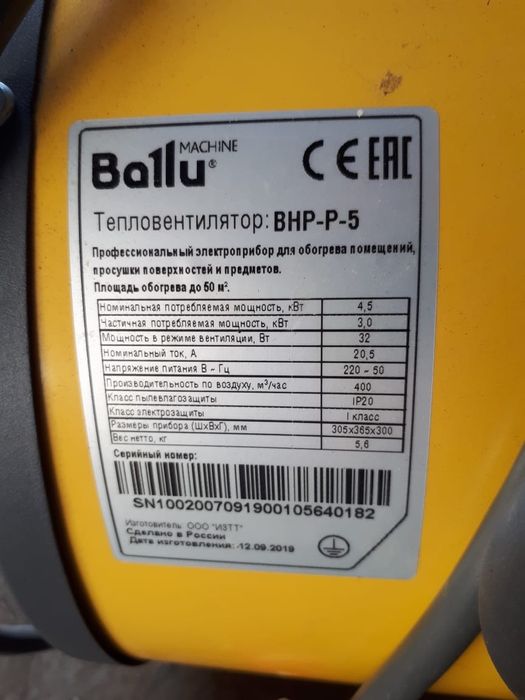 MACHINE
Ballu®
CE EAC
Тепловентилятор: BHP-P-5
Профессиональный электроприбор для обогрева помещений,
просушки поверхностей и предметов.
Площадь обогрева до 50 м².
Номинальная потребляемая мощность, кВт 4,5
Частичная потребляемая мощность, кВт 3,0
Мощность в режиме вентиляции, Вт 32
Номинальный ток, А 20,5
Напряжение питания В ~ Гц 220 ~ 50
Производительность по воздуху, м³/час 400
Класс пылевлагозащиты IP20
Класс электрозащиты I класс
Размеры прибора (ШхВхГ), мм 305x365x300
Вес нетто, кг 5,6
Серийный номер:
SN1002007091900105640182
Изготовитель: ООО "ИЗТТ"
Сделано в России
Дата изготовления: 12.09.2019